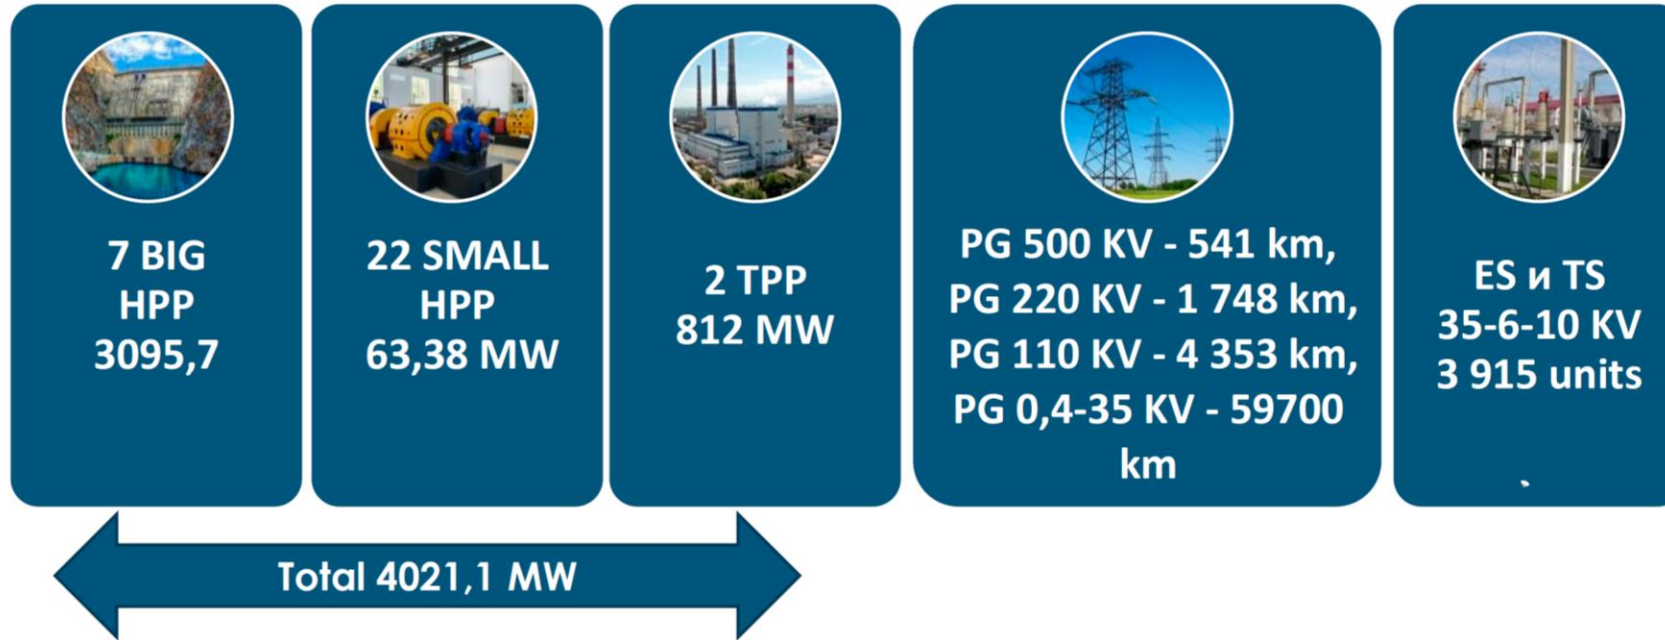 7 BIG
HPP
3095,7
22 SMALL
HPP
63,38 MW
2 TPP
812 MW
PG 500 KV - 541 km,
PG 220 KV - 1 748 km,
PG 110 KV - 4 353 km,
PG 0,4-35 KV - 59700
km
ES и TS
35-6-10 KV
3 915 units
Total 4021,1 MW